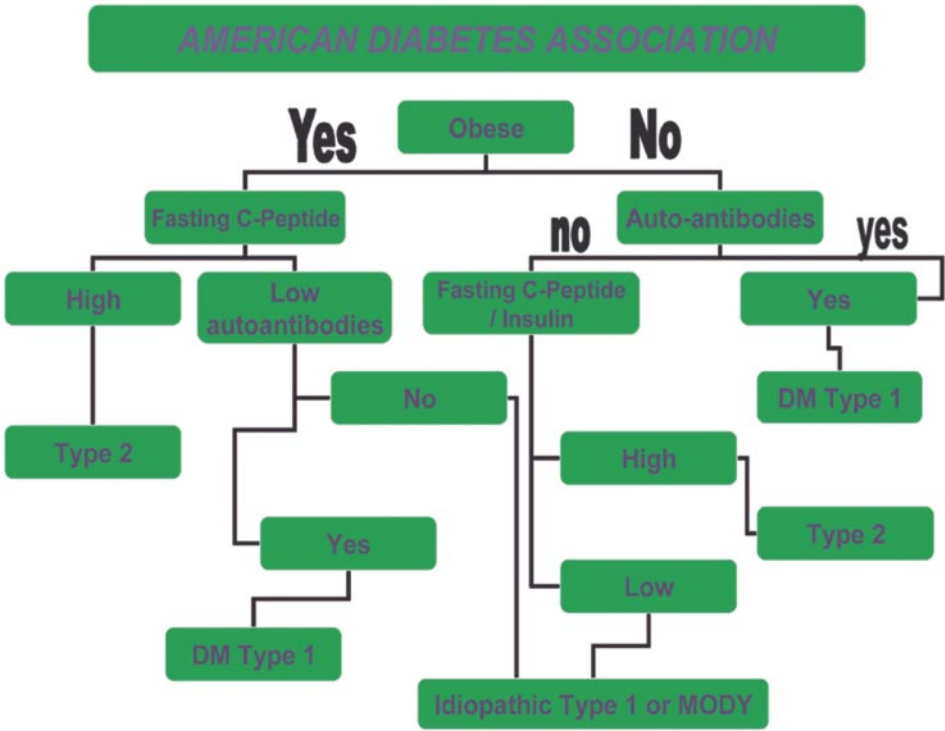 AMERICAN DIABETES ASSOCIATION
Yes
Obese
No
Fasting C-Peptide
no
Auto-antibodies
yes
High
Low
autoantibodies
Fasting C-Peptide
/ Insulin
Yes
No
DM Type 1
Type 2
High
Yes
Type 2
Low
DM Type 1
Idiopathic Type 1 or MODY